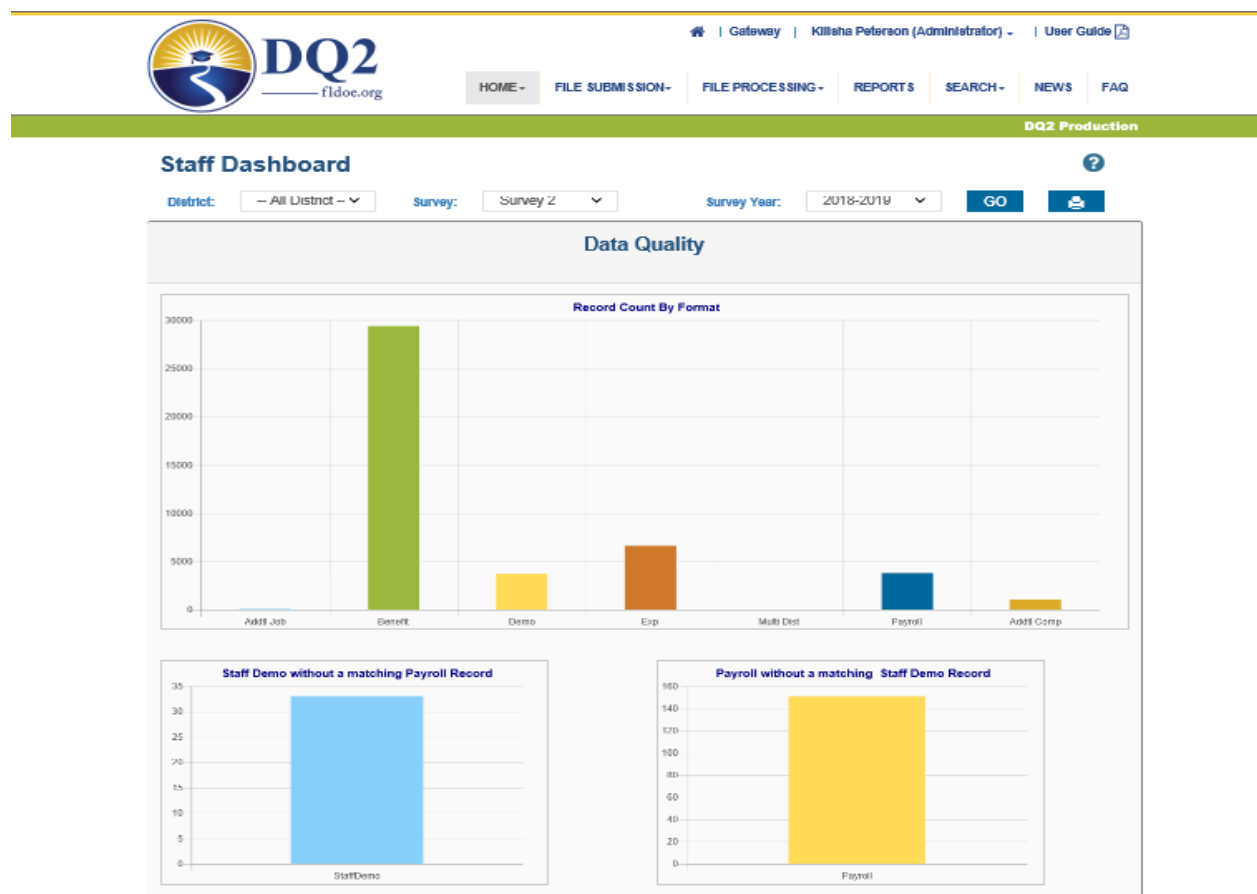 | Gateway | Killsha Peterson (Administrator) | User Guide
DQ2
fldoe.org
HOME FILE SUBMISSION FILE PROCESSING REPORTS SEARCH NEWS FAQ
DQ2 Production
Staff Dashboard
?
District: -- All District -- Survey: Survey 2 Survey Year: 2018-2019 GO
Data Quality
Record Count By Format
30000
25000
20000
15000
10000
5000
0
Addtl Job Benefit Demo Exp Multi Dist Payroll Addtl Comp
Staff Demo without a matching Payroll Record
35
30
25
20
15
10
5
0
StaffDemo
Payroll without a matching Staff Demo Record
160
140
120
100
80
60
40
20
0
Payroll